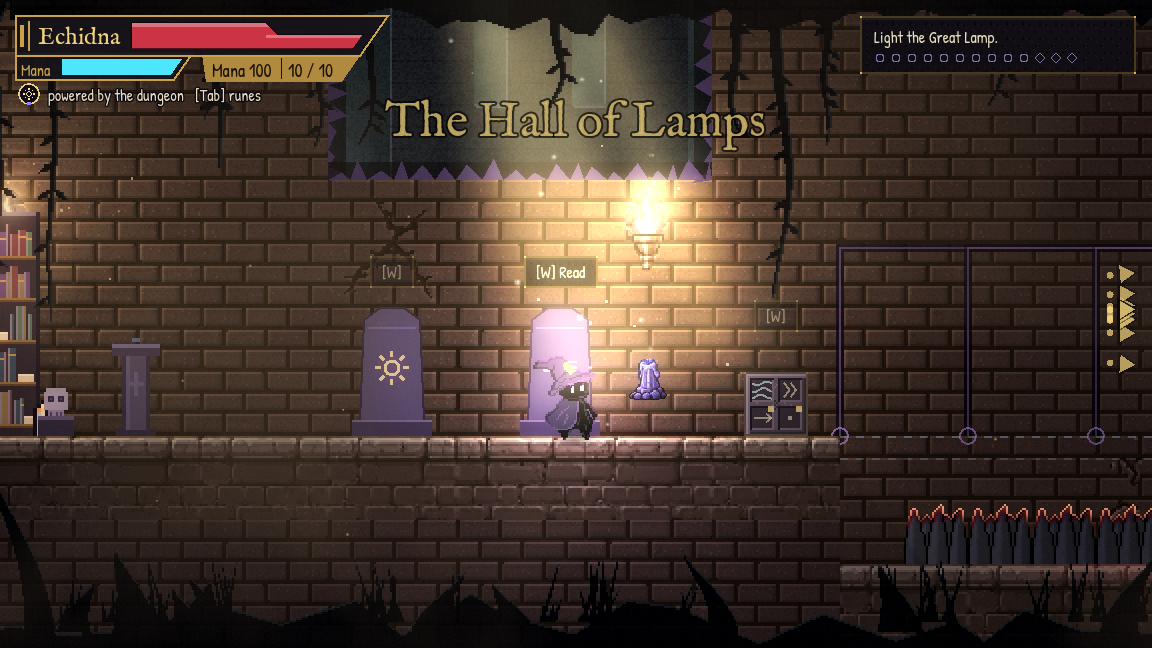 Echidna
Light the Great Lamp.
Mana
Mana 100
10 / 10
powered by the dungeon [Tab] runes
The Hall of Lamps
[W]
[W] Read
[W]